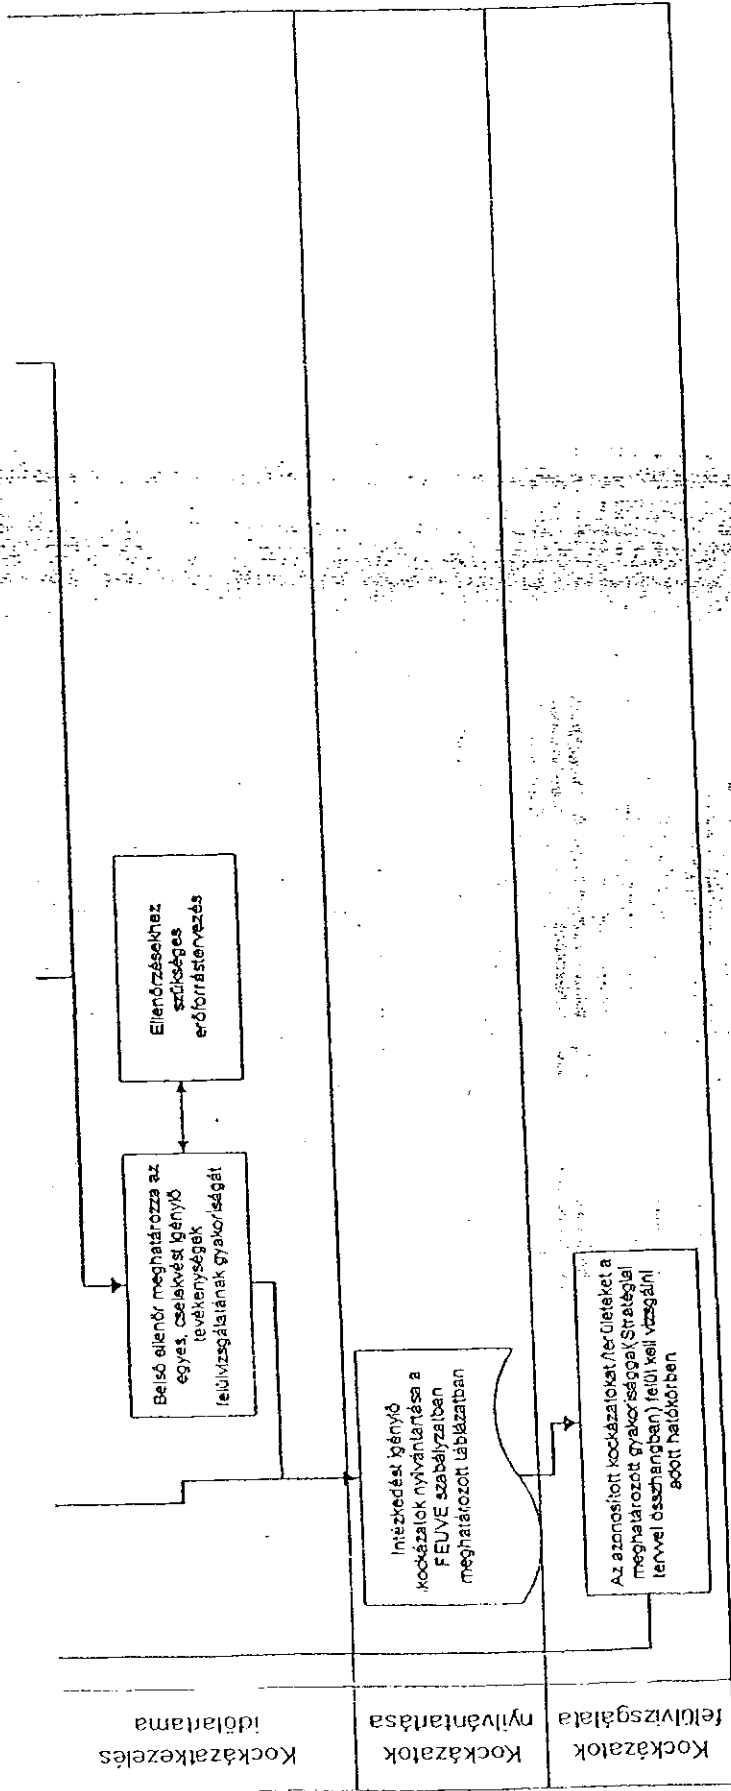 Kockázatkezelés
időtartama
Belső ellenőr meghatározza az
egyes, cselekvést igénylő
tevékenységek
felülvizsgálatának gyakoriságát
Ellenőrzésekhez
szükséges
erőforrástervezés
Kockázatok
nyilvántartása
Intézkedést igénylő
kockázatok nyilvántartása a
FEUVE szabályzatban
meghatározott táblázatban
Kockázatok
felülvizsgálata
Az azonosított kockázatokat/területeket a
meghatározott gyakorisággal(Stratégiai
tervvel összhangban) felül kell vizsgálni
adott hatókörben